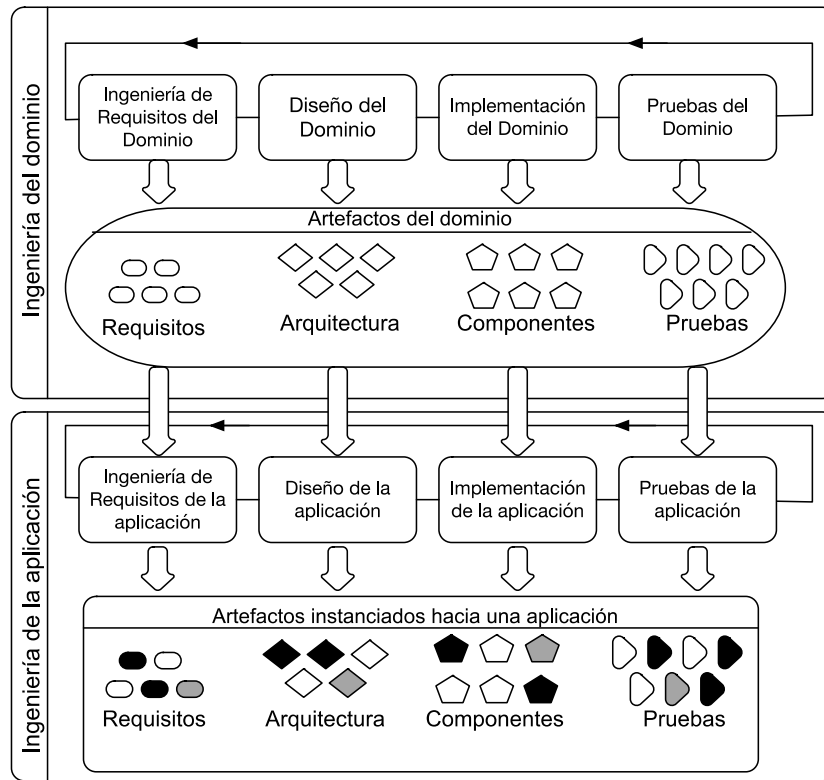 Ingeniería del dominio
Ingeniería de
Requisitos del
Dominio
Diseño del
Dominio
Implementación
del Dominio
Pruebas del
Dominio
Artefactos del dominio
Requisitos
Arquitectura
Componentes
Pruebas
Ingeniería de la aplicación
Ingeniería de
Requisitos de la
aplicación
Diseño de la
aplicación
Implementación
de la aplicación
Pruebas de la
aplicación
Artefactos instanciados hacia una aplicación
Requisitos
Arquitectura
Componentes
Pruebas